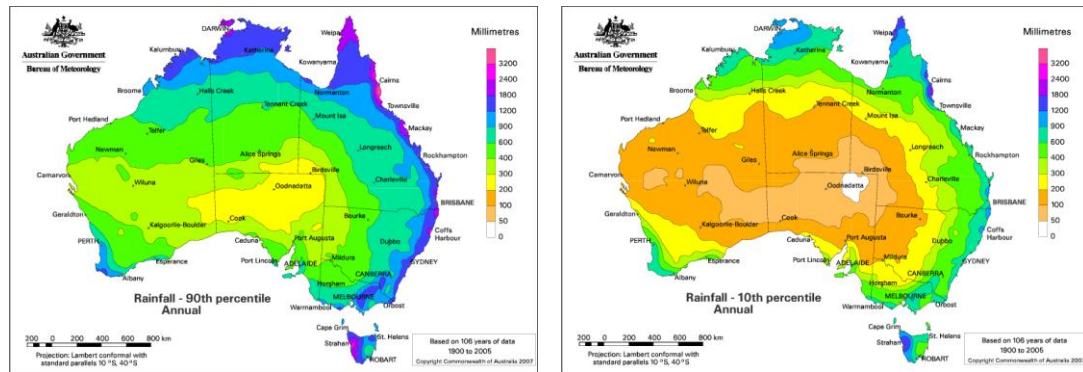 Australian Government
Bureau of Meteorology
DARWIN
Weipa
Millimetres
Kalumburu
Katherine
Kowanyama
3200
2400
1800
1200
900
600
400
300
200
100
50
0
Cairns
Broome
Halls Creek
Normanton
Tennant Creek
Townsville
Port Hedland
Telfer
Mount Isa
Mackay
Newman
Giles
Alice Springs
Longreach
Rockhampton
Birdsville
Carnarvon
Wiluna
Oodnadatta
Charleville
BRISBANE
Geraldton
Kalgoorlie-Boulder
Cook
Bourke
Coffs
Harbour
PERTH
Ceduna
Port Augusta
Dubbo
Esperance
Port Lincoln
ADELAIDE
Mildura
SYDNEY
Albany
CANBERRA
Horsham
Rainfall - 90th percentile
Annual
Warrnambool
MELBOURNE
Orbost
Cape Grim
St. Helens
Strahan
HOBART
200 0 200 400 600 800 km
Projection: Lambert conformal with
standard parallels 10 °S, 40 °S
Based on 106 years of data
1900 to 2005
Copyright Commonwealth of Australia 2007
Australian Government
Bureau of Meteorology
DARWIN
Weipa
Millimetres
Kalumburu
Katherine
Kowanyama
3200
2400
1800
1200
900
600
400
300
200
100
50
0
Cairns
Broome
Halls Creek
Normanton
Tennant Creek
Townsville
Port Hedland
Telfer
Mount Isa
Mackay
Newman
Giles
Alice Springs
Longreach
Rockhampton
Birdsville
Carnarvon
Wiluna
Oodnadatta
Charleville
BRISBANE
Geraldton
Kalgoorlie-Boulder
Cook
Bourke
Coffs
Harbour
PERTH
Ceduna
Port Augusta
Dubbo
Esperance
Port Lincoln
ADELAIDE
Mildura
SYDNEY
Albany
CANBERRA
Horsham
Rainfall - 10th percentile
Annual
Warrnambool
MELBOURNE
Orbost
Cape Grim
St. Helens
Strahan
HOBART
200 0 200 400 600 800 km
Projection: Lambert conformal with
standard parallels 10 °S, 40 °S
Based on 106 years of data
1900 to 2005
Copyright Commonwealth of Australia 2007